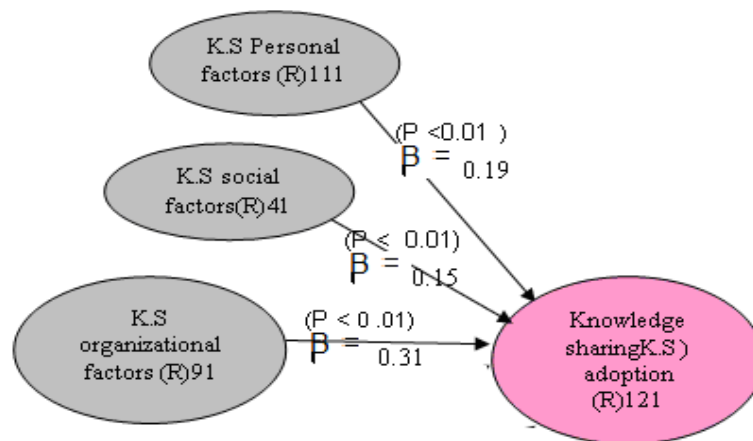 K.S Personal
factors (R)111
(P <0.01 )
β = 0.19
K.S social
factors(R)41
(P < 0.01)
β = 0.15
K.S
organizational
factors (R)91
(P < 0.01)
β = 0.31
Knowledge
sharingK.S)
adoption
(R)121